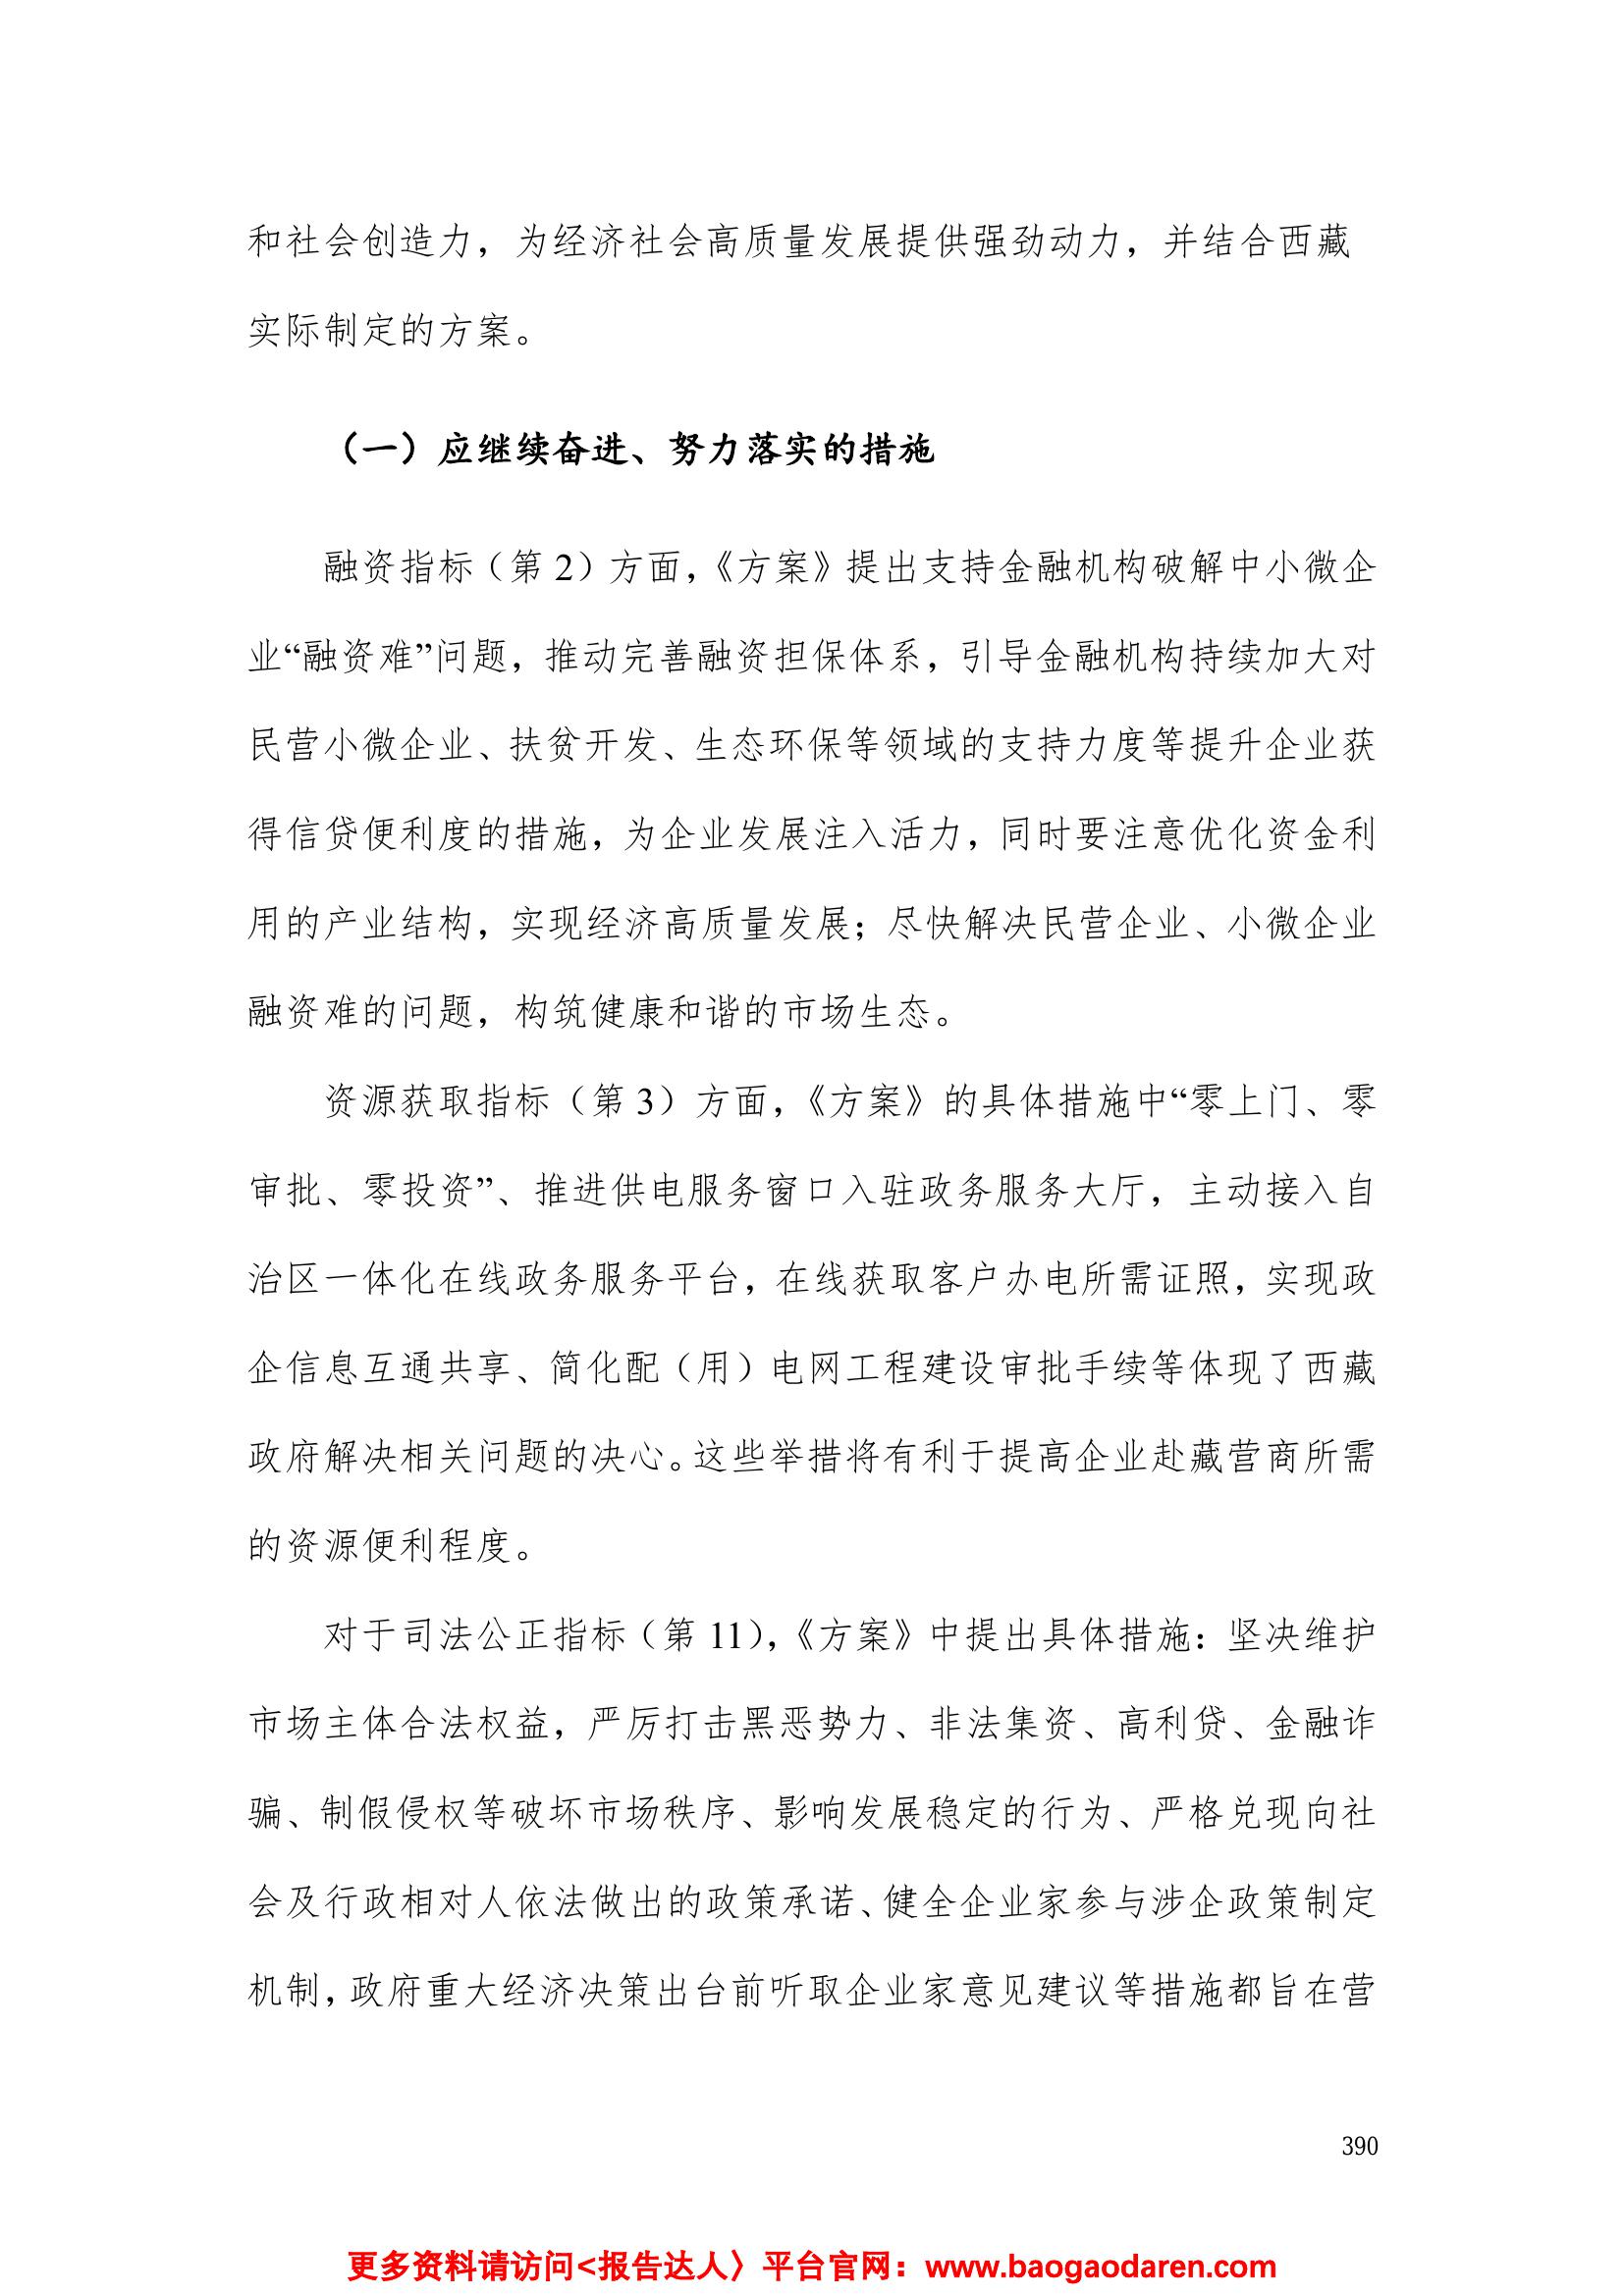 和社会创造力，为经济社会高质量发展提供强劲动力，并结合西藏
实际制定的方案。
（一）应继续奋进、努力落实的措施
融资指标（第 2）方面，《方案》提出支持金融机构破解中小微企
业“融资难”问题，推动完善融资担保体系，引导金融机构持续加大对
民营小微企业、扶贫开发、生态环保等领域的支持力度等提升企业获
得信贷便利度的措施，为企业发展注入活力，同时要注意优化资金利
用的产业结构，实现经济高质量发展；尽快解决民营企业、小微企业
融资难的问题，构筑健康和谐的市场生态。
资源获取指标（第 3）方面，《方案》的具体措施中“零上门、零
审批、零投资”、推进供电服务窗口入驻政务服务大厅，主动接入自
治区一体化在线政务服务平台，在线获取客户办电所需证照，实现政
企信息互通共享、简化配（用）电网工程建设审批手续等体现了西藏
政府解决相关问题的决心。这些举措将有利于提高企业赴藏营商所需
的资源便利程度。
对于司法公正指标（第 11），《方案》中提出具体措施：坚决维护
市场主体合法权益，严厉打击黑恶势力、非法集资、高利贷、金融诈
骗、制假侵权等破坏市场秩序、影响发展稳定的行为、严格兑现向社
会及行政相对人依法做出的政策承诺、健全企业家参与涉企政策制定
机制，政府重大经济决策出台前听取企业家意见建议等措施都旨在营
390
更多资料请访问<报告达人〉平台官网：www.baogaodaren.com